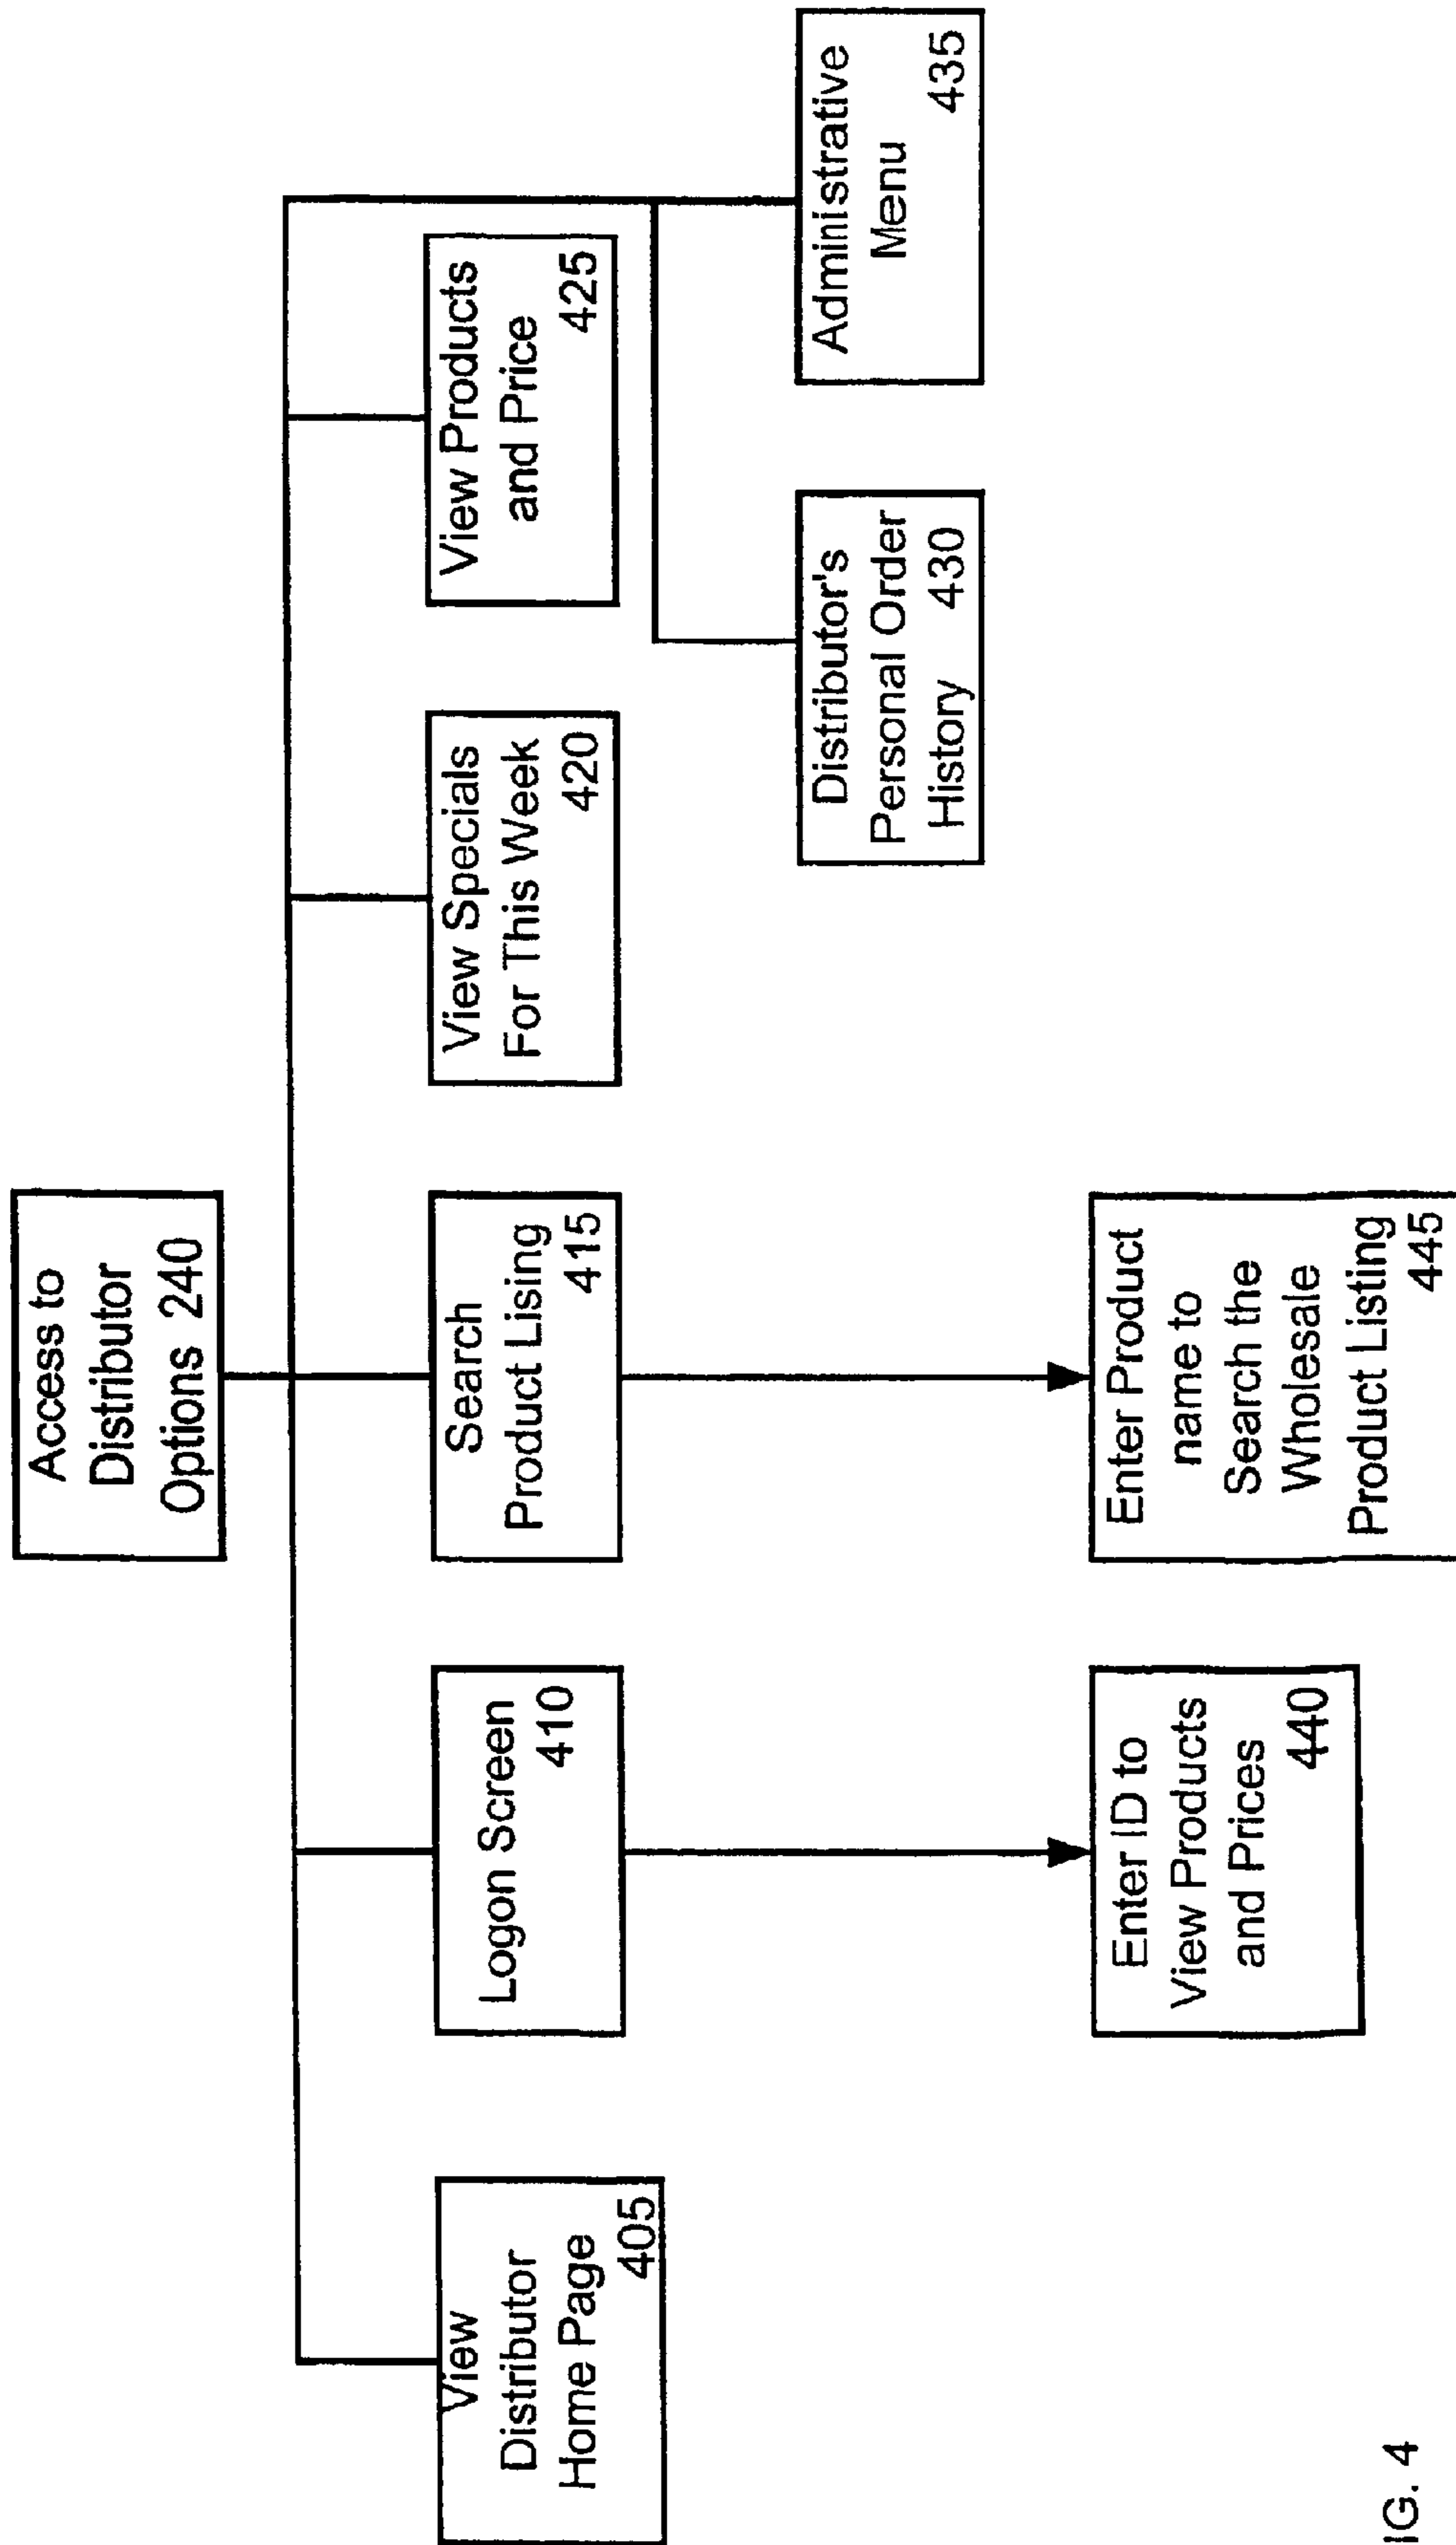 Access to
Distributor
Options 240
View
Distributor
Home Page
405
Logon Screen
410
Search
Product Lising
415
View Specials
For This Week
420
View Products
and Price
425
Distributor's
Personal Order
History 430
Administrative
Menu
435
Enter ID to
View Products
and Prices
440
Enter Product
name to
Search the
Wholesale
Product Listing
445
IG. 4